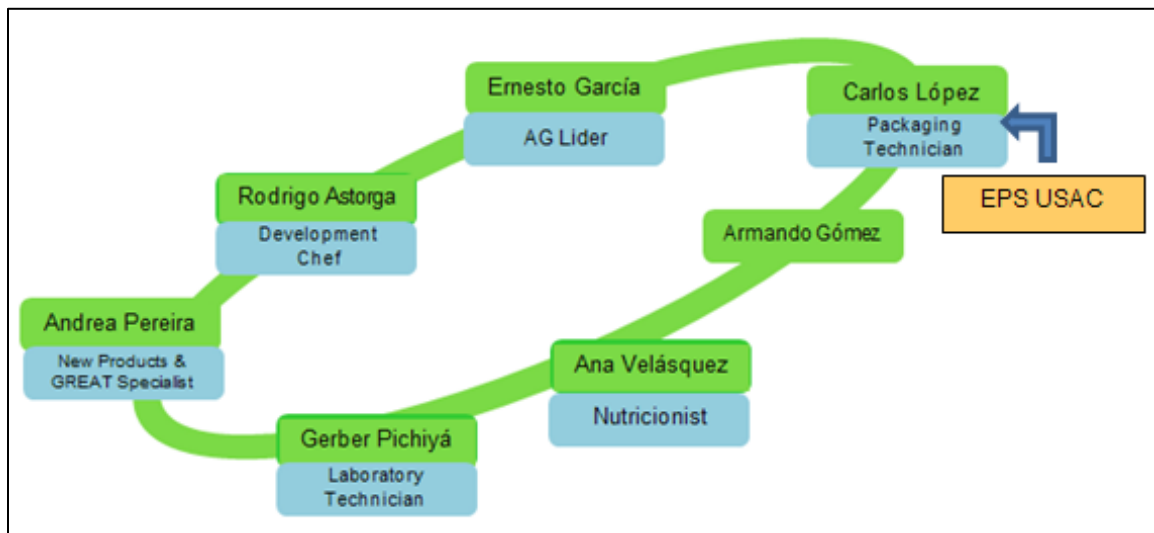 Ernesto García
AG Lider
Carlos López
Packaging
Technician
EPS USAC
Rodrigo Astorga
Development
Chef
Armando Gómez
Andrea Pereira
New Products &
GREAT Specialist
Ana Velásquez
Nutricionist
Gerber Pichiyá
Laboratory
Technician